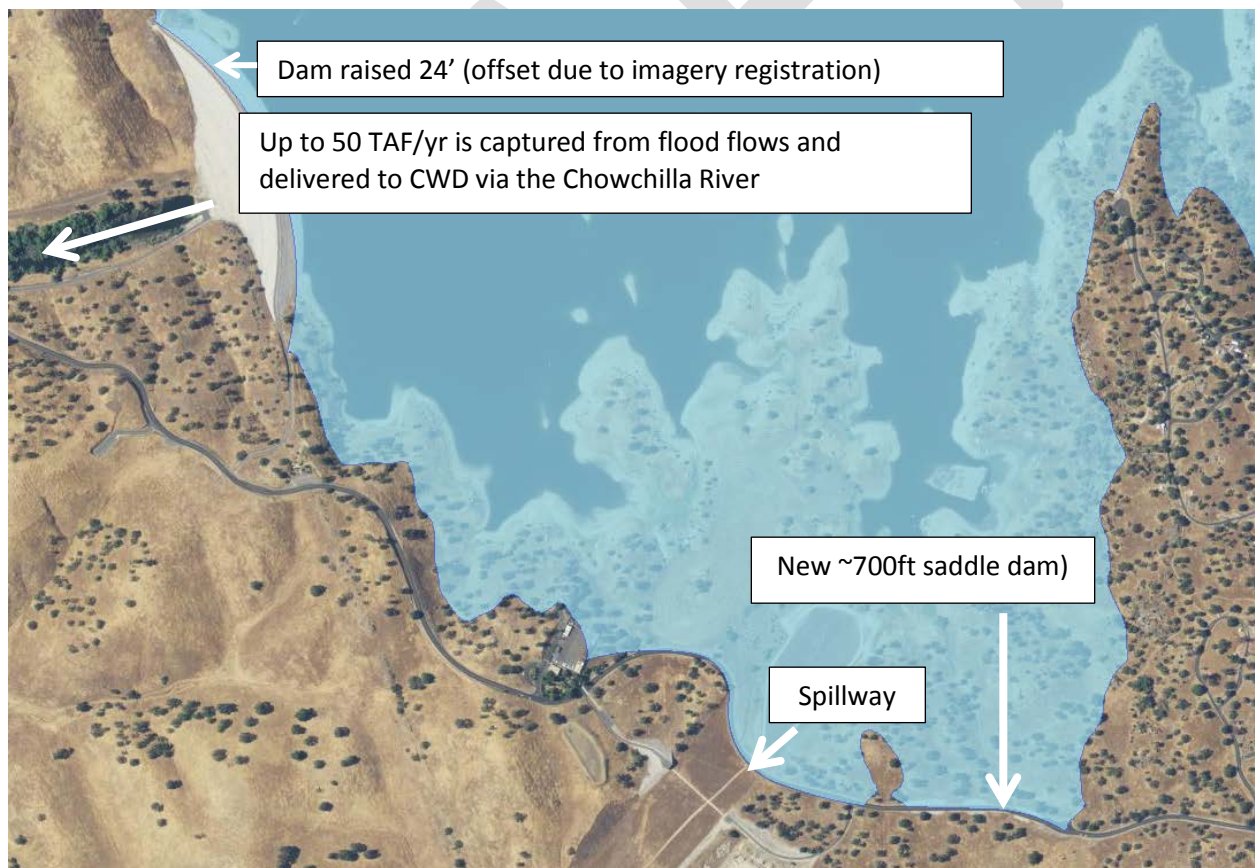 Dam raised 24’ (offset due to imagery registration)
Up to 50 TAF/yr is captured from flood flows and
delivered to CWD via the Chowchilla River
New ~700ft saddle dam)
Spillway